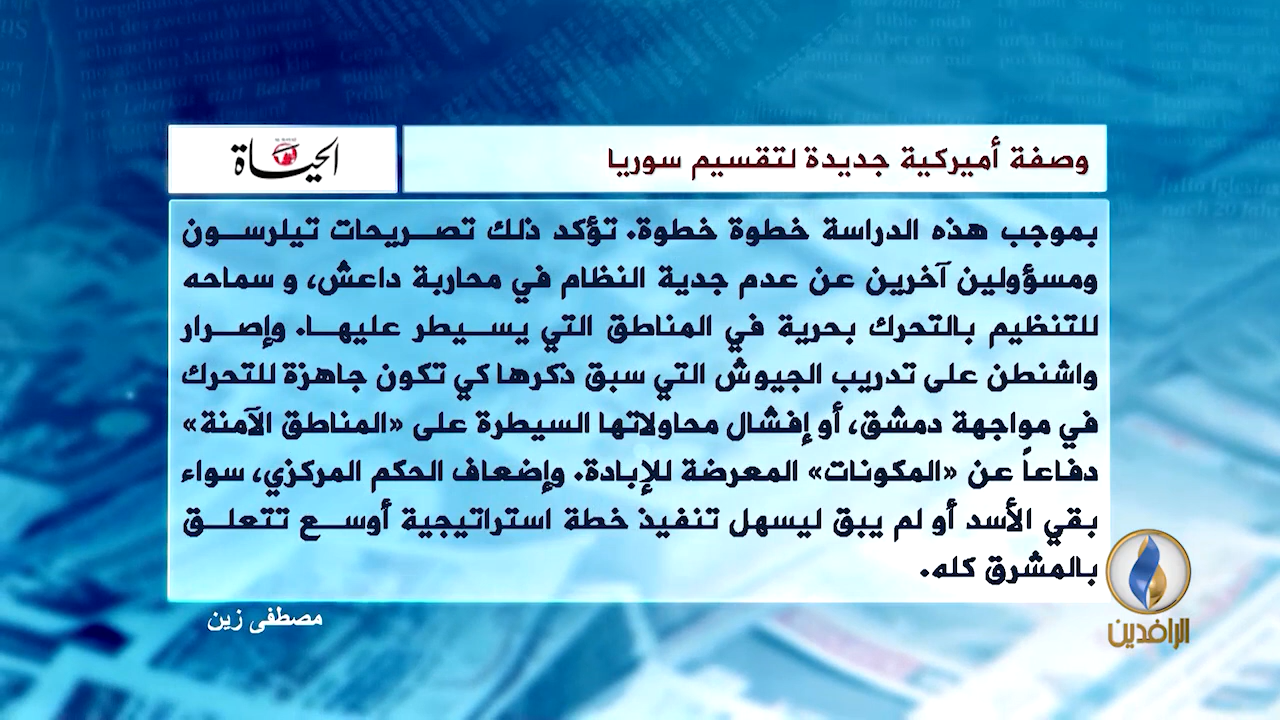 وصفة أميركية جديدة لتقسيم سوريا
الحياة
بموجب هذه الدراسة خطوة خطوة. تؤكد ذلك تصريحات تيلرسون
ومسؤولين آخرين عن عدم جدية النظام في محاربة داعش، و سماحه
للتنظيم بالتحرك بحرية في المناطق التي يسيطر عليها. وإصرار
واشنطن على تدريب الجيوش التي سبق ذكرها كي تكون جاهزة للتحرك
في مواجهة دمشق، أو إفشال محاولاتها السيطرة على «المناطق الآمنة»
دفاعاً عن «المكونات» المعرضة للإبادة. وإضعاف الحكم المركزي، سواء
بقي الأسد أو لم يبق ليسهل تنفيذ خطة استراتيجية أوسع تتعلق
بالمشرق كله.
مصطفى زين
الرافدين